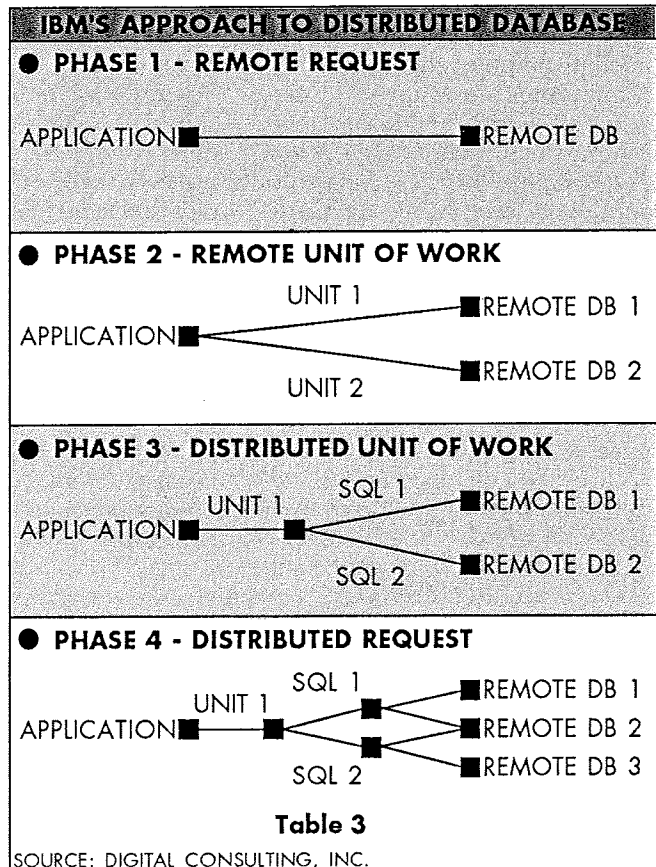 IBM'S APPROACH TO DISTRIBUTED DATABASE
● PHASE 1 - REMOTE REQUEST
APPLICATION REMOTE DB
● PHASE 2 - REMOTE UNIT OF WORK
UNIT 1
REMOTE DB 1
APPLICATION
REMOTE DB 2
UNIT 2
● PHASE 3 - DISTRIBUTED UNIT OF WORK
SQL 1
UNIT 1
REMOTE DB 1
APPLICATION
REMOTE DB 2
SQL 2
● PHASE 4 - DISTRIBUTED REQUEST
SQL 1
UNIT 1
REMOTE DB 1
APPLICATION
REMOTE DB 2
SQL 2
REMOTE DB 3
Table 3
SOURCE: DIGITAL CONSULTING, INC.